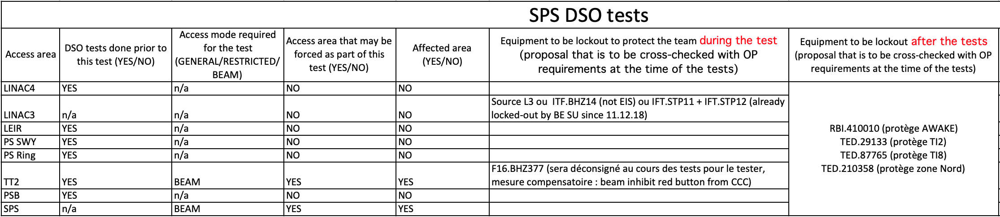 SPS DSO tests
Access area
DSO tests done prior to
this test (YES/NO)
Access mode required
for the test
(GENERAL/RESTRICTED/
BEAM)
Access area that may be
forced as part of this
test (YES/NO)
Affected area
(YES/NO)
Equipment to be lockout to protect the team during the test
(proposal that is to be cross-checked with OP
requirements at the time of the tests)
Equipment to be lockout after the tests
(proposal that is to be cross-checked with OP
requirements at the time of the tests)
LINAC4 YES n/a NO NO
Source L3 ou ITF.BHZ14 (not EIS) ou IFT.STP11 + IFT.STP12 (already
LINAC3 n/a n/a NO NO locked-out by BE SU since 11.12.18)
LEIR YES n/a NO NO RBI.410010 (protège AWAKE)
PS SWY YES n/a NO NO TED.29133 (protège TI2)
PS Ring YES n/a NO NO TED.87765 (protège TI8)
F16.BHZ377 (sera déconsigné au cours des tests pour le tester, TED.210358 (protège zone Nord)
TT2 YES BEAM YES YES mesure compensatoire : beam inhibit red button from CCC)
PSB YES n/a NO NO
SPS n/a BEAM YES YES